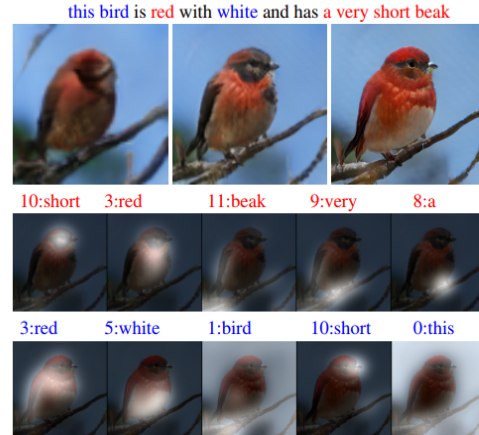 this bird is red with white and has a very short beak
10:short 3:red 11:beak 9:very 8:a
3:red 5:white 1:bird 10:short 0:this